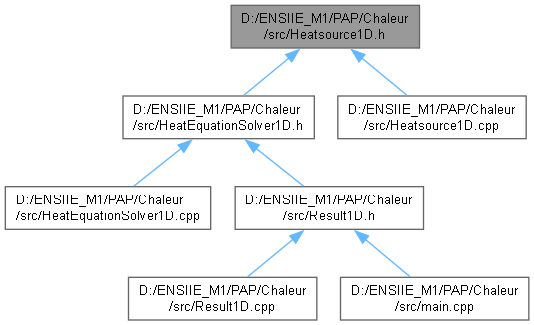 D:/ENSIIE_M1/PAP/Chaleur
/src/Heatsource1D.h
D:/ENSIIE_M1/PAP/Chaleur
/src/HeatEquationSolver1D.h
D:/ENSIIE_M1/PAP/Chaleur
/src/Heatsource1D.cpp
D:/ENSIIE_M1/PAP/Chaleur
/src/HeatEquationSolver1D.cpp
D:/ENSIIE_M1/PAP/Chaleur
/src/Result1D.h
D:/ENSIIE_M1/PAP/Chaleur
/src/Result1D.cpp
D:/ENSIIE_M1/PAP/Chaleur
/src/main.cpp